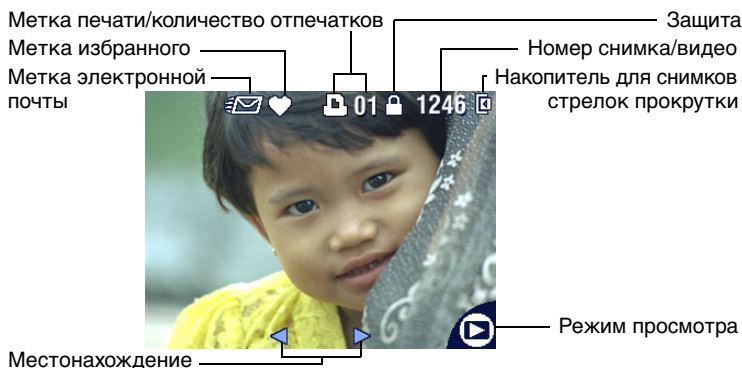 Метка печати/количество отпечатков
Защита
Метка избранного
Номер снимка/видео
Метка электронной
почты
Накопитель для снимков
стрелок прокрутки
01
1246
Режим просмотра
Местонахождение